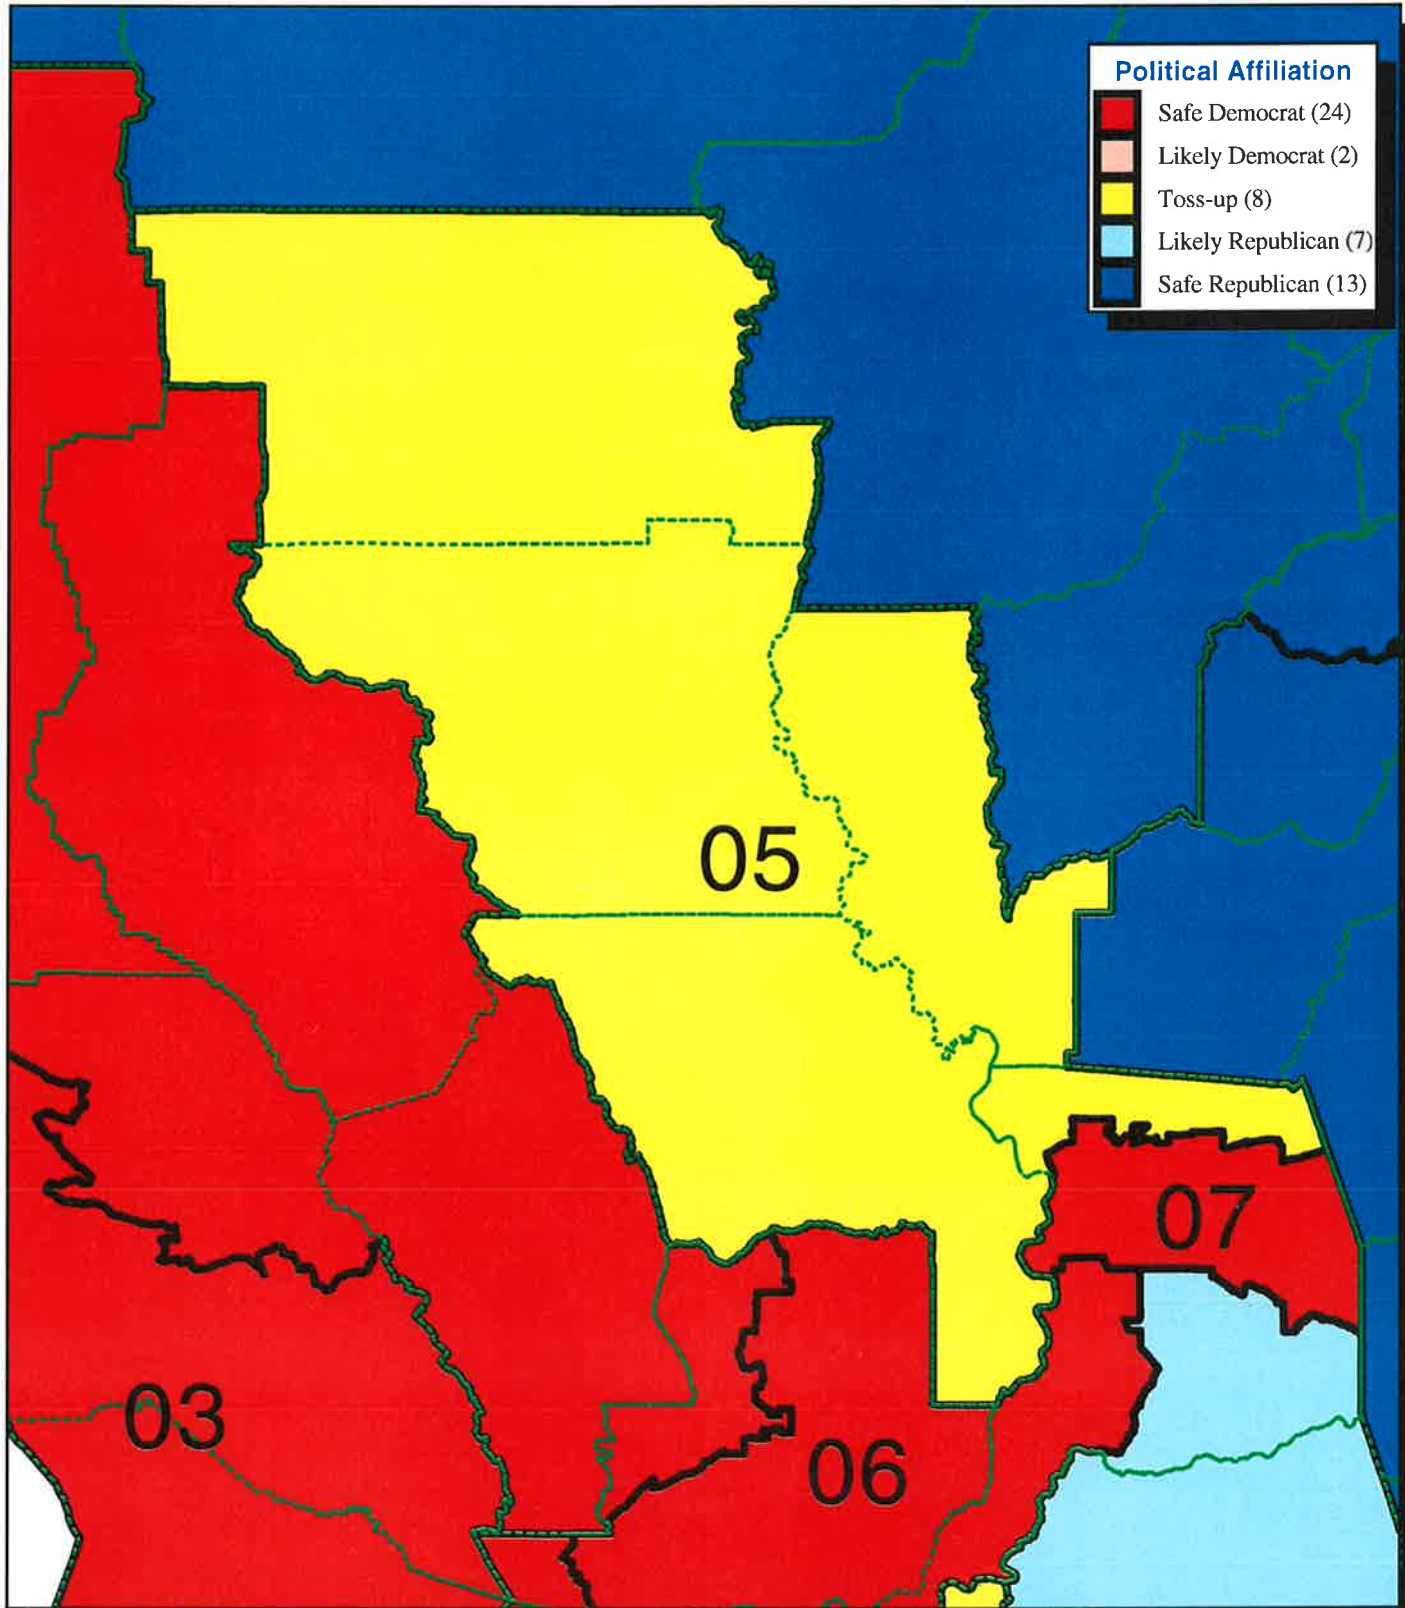 Political Affiliation
Safe Democrat (24)
Likely Democrat (2)
Toss-up (8)
Likely Republican (7)
Safe Republican (13)
05
07
03
06